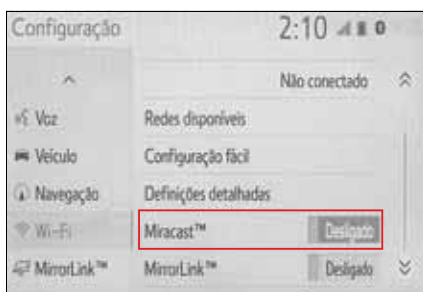 Configuração 2:10
Não conectado
Voz Redes disponíveis
Veículo Configuração fácil
Navegação Definições detalhadas
Wi-Fi Miracast™ Desligado
MirrorLink™ MirrorLink™ Desligado